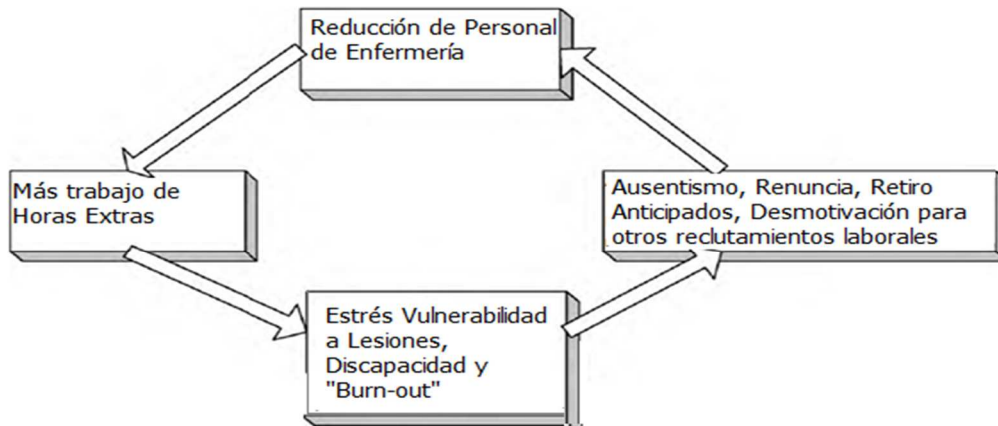 Reducción de Personal
de Enfermería
Más trabajo de
Horas Extras
Ausentismo, Renuncia, Retiro
Anticipados, Desmotivación para
otros reclutamientos laborales
Estrés Vulnerabilidad
a Lesiones,
Discapacidad y
"Burn-out"